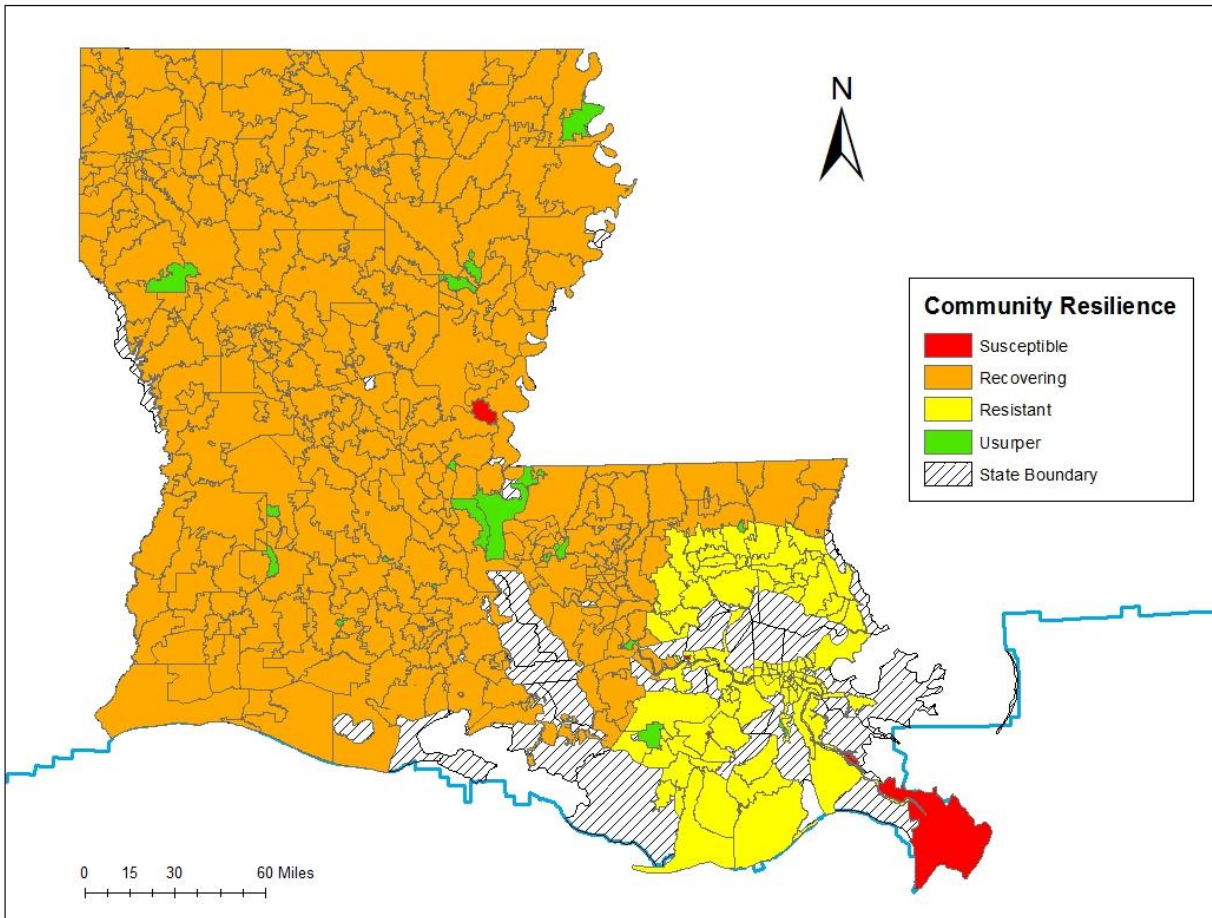 N
Community Resilience
Susceptible
Recovering
Resistant
Usurper
State Boundary
0 15 30 60 Miles